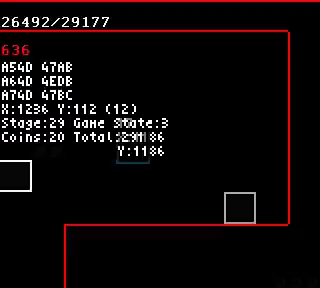 26492/29177
636
A54D 47AB
A64D 4EDB
A74D 47BC
X:1236 Y:112 (12)
Stage:29 Game State:3
Coins:20 Total:
Y:1186